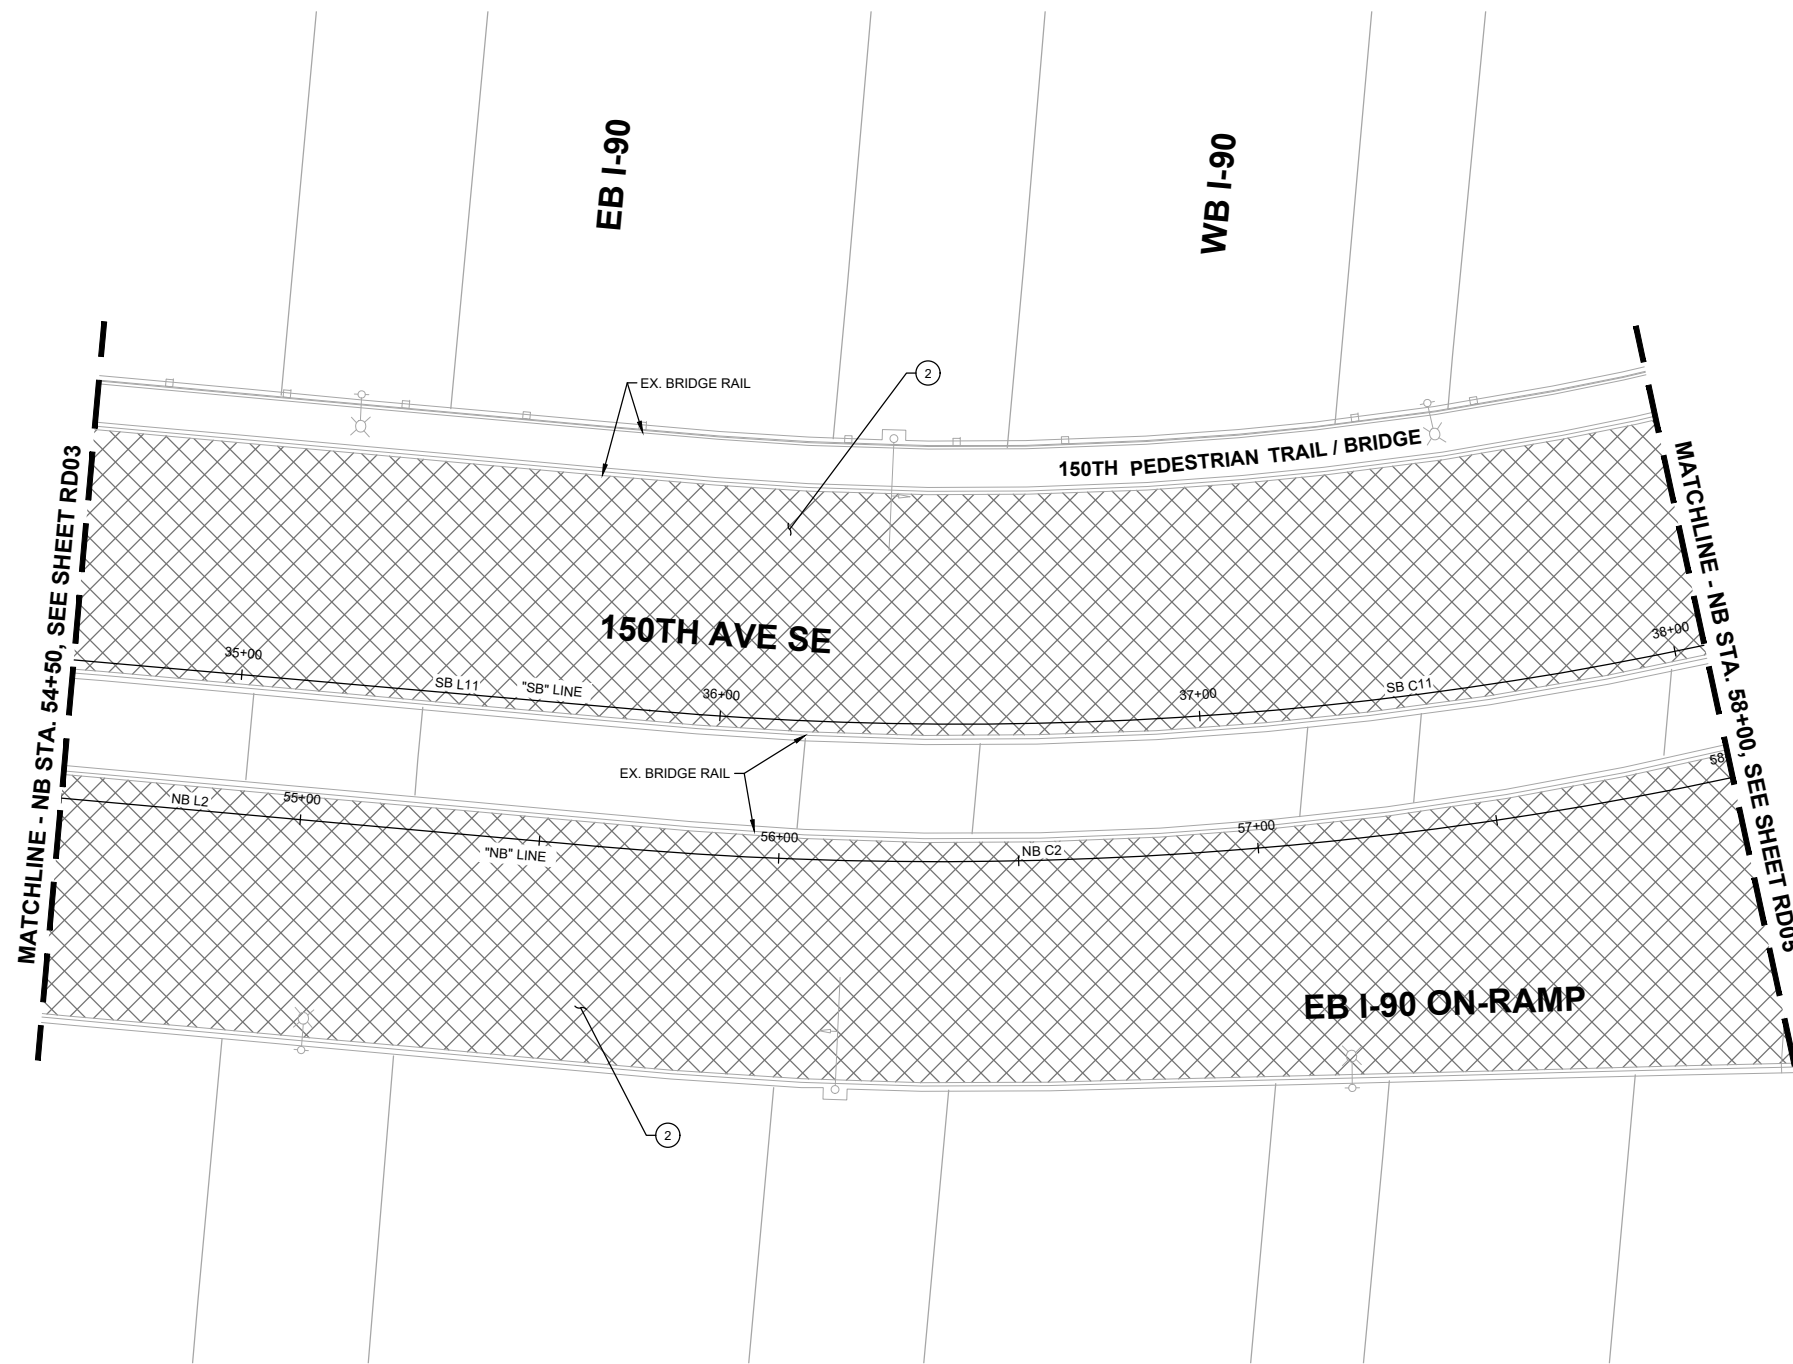 EB I-90
WB I-90
EX. BRIDGE RAIL
2
150TH PEDESTRIAN TRAIL / BRIDGE
MATCHLINE - NB STA. 54+50, SEE SHEET RD03
MATCHLINE - NB STA. 58+00, SEE SHEET RD05
150TH AVE SE
35+00
SB L11
"SB" LINE
36+00
37+00
SB C11
38+00
EX. BRIDGE RAIL
NB L2
55+00
"NB" LINE
56+00
NB C2
57+00
58
EB I-90 ON-RAMP
2